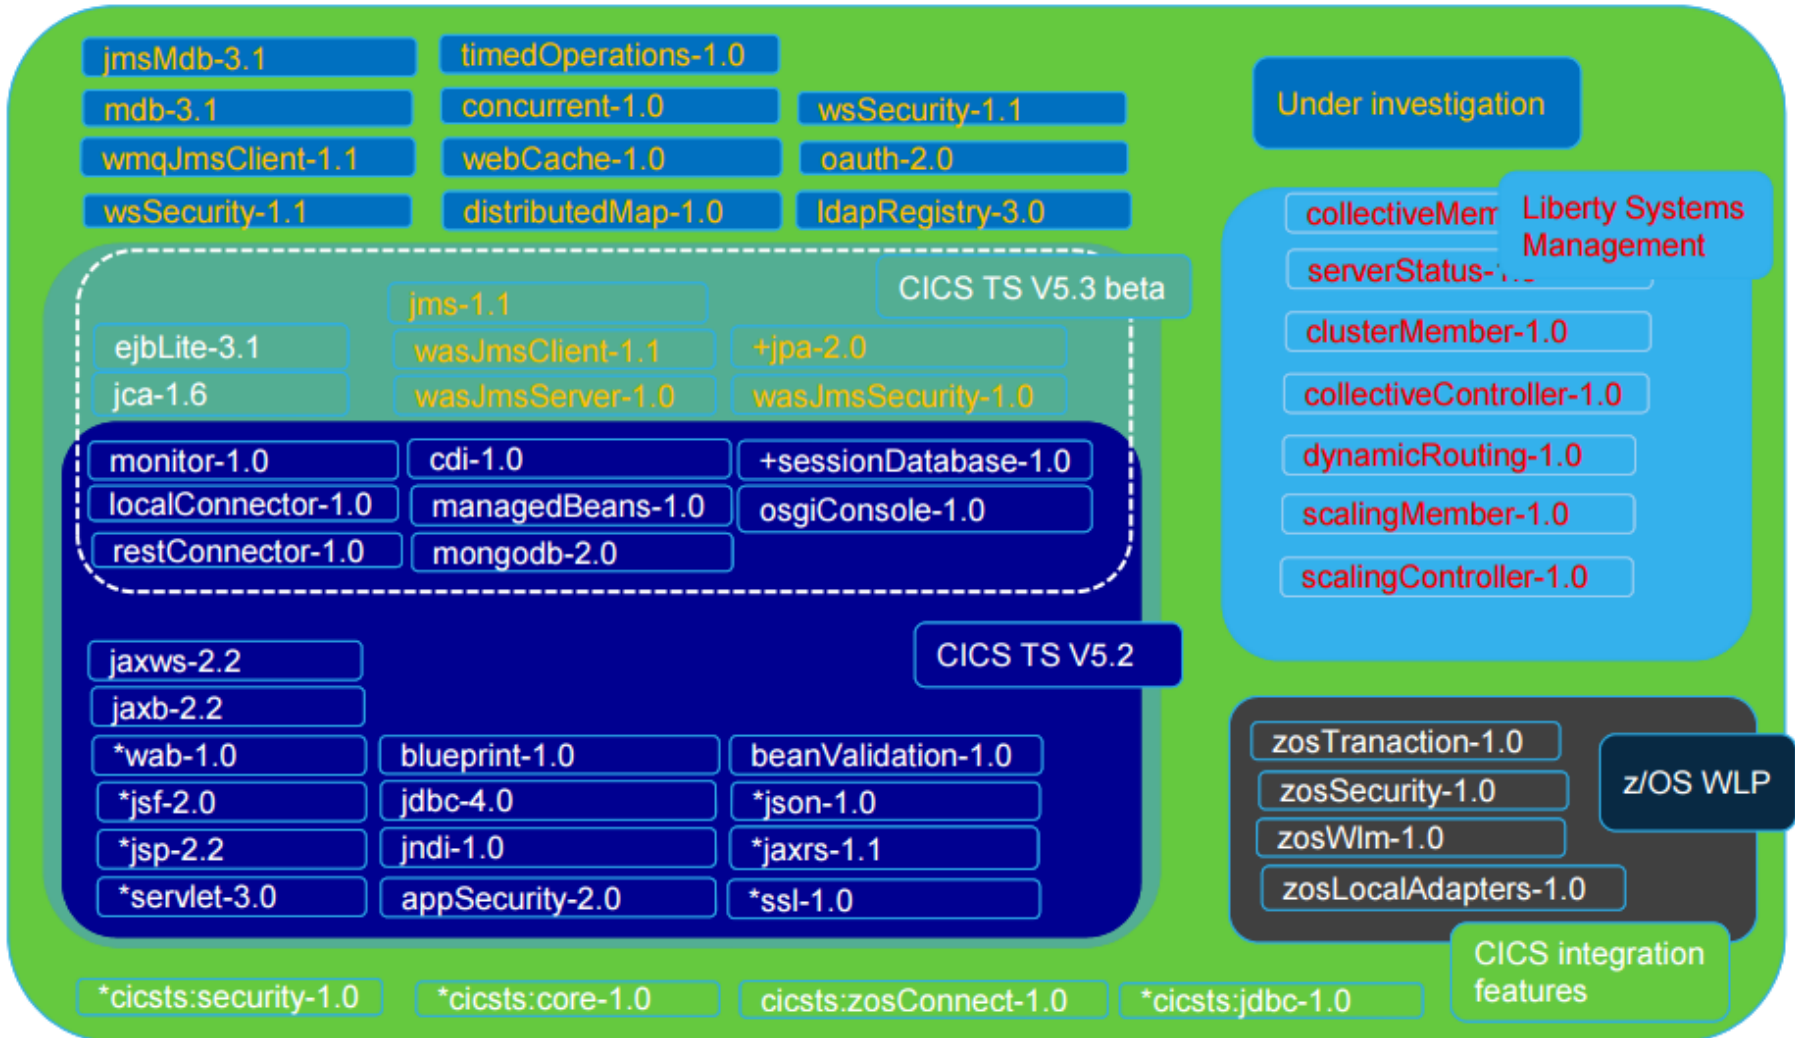 jmsMdb-3.1
timedOperations-1.0
mdb-3.1
concurrent-1.0
wsSecurity-1.1
Under investigation
wmqJmsClient-1.1
webCache-1.0
oauth-2.0
wsSecurity-1.1
distributedMap-1.0
ldapRegistry-3.0
collectiveMem
Liberty Systems
Management
serverStatus-1.0
clusterMember-1.0
collectiveController-1.0
dynamicRouting-1.0
scalingMember-1.0
scalingController-1.0
CICS TS V5.3 beta
jms-1.1
ejbLite-3.1
wasJmsClient-1.1
+jpa-2.0
jca-1.6
wasJmsServer-1.0
wasJmsSecurity-1.0
monitor-1.0
cdi-1.0
+sessionDatabase-1.0
localConnector-1.0
managedBeans-1.0
osgiConsole-1.0
restConnector-1.0
mongodb-2.0
CICS TS V5.2
jaxws-2.2
jaxb-2.2
*wab-1.0
blueprint-1.0
beanValidation-1.0
*jsf-2.0
jdbc-4.0
*json-1.0
*jsp-2.2
jndi-1.0
*jaxrs-1.1
*servlet-3.0
appSecurity-2.0
*ssl-1.0
zosTranaction-1.0
zosSecurity-1.0
z/OS WLP
zosWlm-1.0
zosLocalAdapters-1.0
CICS integration
features
*cicsts:security-1.0
*cicsts:core-1.0
cicsts:zosConnect-1.0
*cicsts:jdbc-1.0